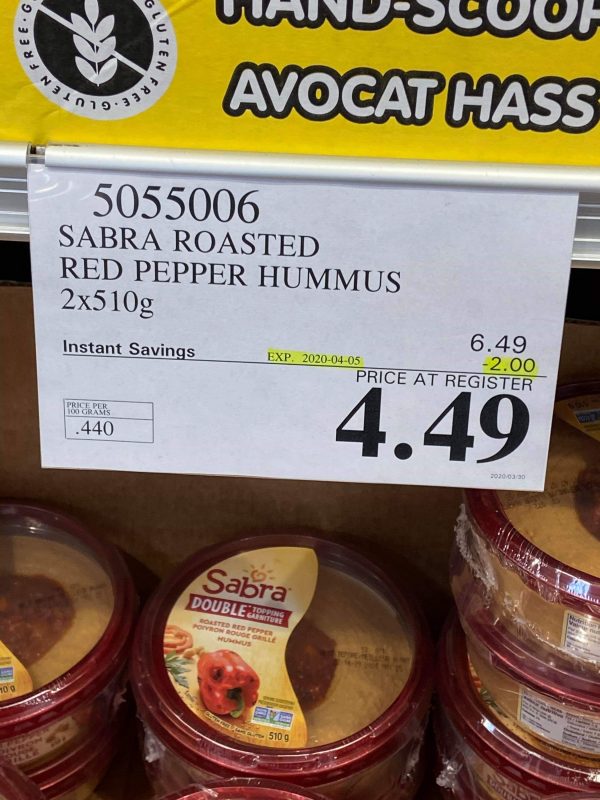 GLUTEN FREE
HAND-SCOOP
AVOCAT HASS
5055006
SABRA ROASTED
RED PEPPER HUMMUS
2x510g
6.49
Instant Savings
EXP. 2020-04-05
-2.00
PRICE AT REGISTER
4.49
PRICE PER
100 GRAMS
.440
2020/03/30
Sabra
DOUBLE TOPPING
GARNITURE
ROASTED RED PEPPER
POIVRON ROUGE GRILLÉ
HUMMUS
510 g